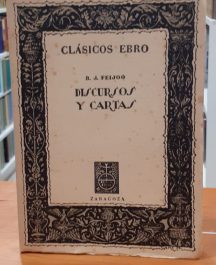 CLÁSICOS EBRO
B. J. FEIJOO
DISCURSOS
Y CARTAS
ZARAGOZA